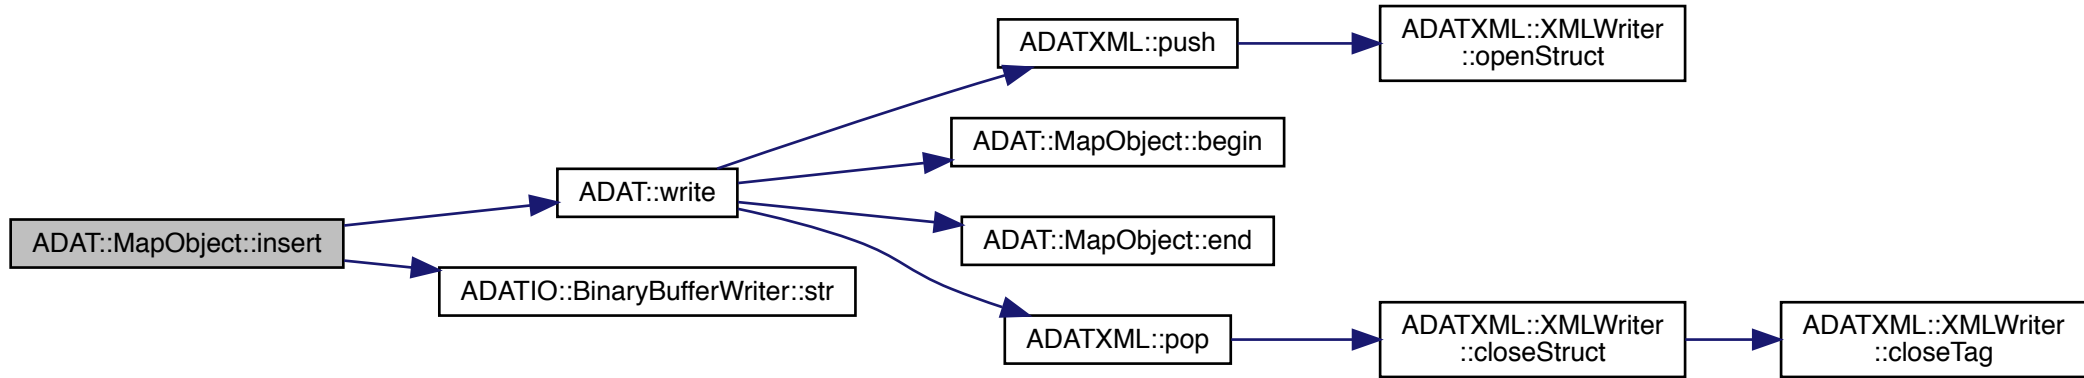 ADATXML::push
ADATXML::XMLWriter
::openStruct
ADAT::MapObject::begin
ADAT::write
ADAT::MapObject::insert
ADAT::MapObject::end
ADATIO::BinaryBufferWriter::str
ADATXML::pop
ADATXML::XMLWriter
::closeStruct
ADATXML::XMLWriter
::closeTag